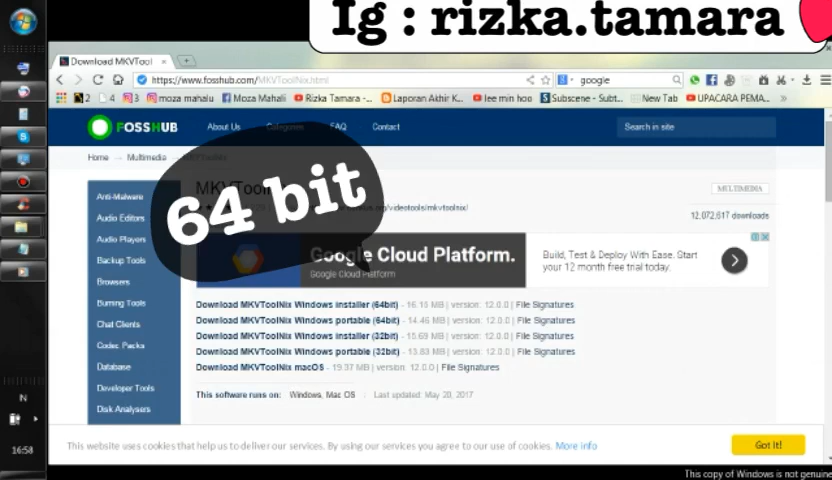 Ig : rizka.tamara
Download MKVTool
https://www.fosshub.com/MKVToolNix.html
google
2 4 3 moza mahalu Moza Mahali Rizka Tamara -... Laporan Akhir K... lee min hoo Subscene - Subt... New Tab UPACARA PEMA...
FOSSHUB About Us Categories FAQ Contact Search in site
Home Multimedia
64 bit
MULTIMEDIA
12,072,617 downloads
Anti-Malware
Audio Editors
Audio Players
Backup Tools
Browsers
Burning Tools
Chat Clients
Codec Packs
Database
Developer Tools
Disk Analysers
Google Cloud Platform.
Google Cloud Platform
Build, Test & Deploy With Ease. Start
your 12 month free trial today.
Download MKVToolNix Windows installer (64bit) - 16.15 MB | version: 12.0.0 | File Signatures
Download MKVToolNix Windows portable (64bit) - 14.46 MB | version: 12.0.0 | File Signatures
Download MKVToolNix Windows installer (32bit) - 15.69 MB | version: 12.0.0 | File Signatures
Download MKVToolNix Windows portable (32bit) - 13.83 MB | version: 12.0.0 | File Signatures
Download MKVToolNix macOS - 19.37 MB | version: 12.0.0 | File Signatures
This software runs on: Windows, Mac OS / Last updated: May 20, 2017
This website uses cookies that help us to deliver our services. By using our services you agree to our use of cookies. More info
Got It!
N
16:58
This copy of Windows is not genuine